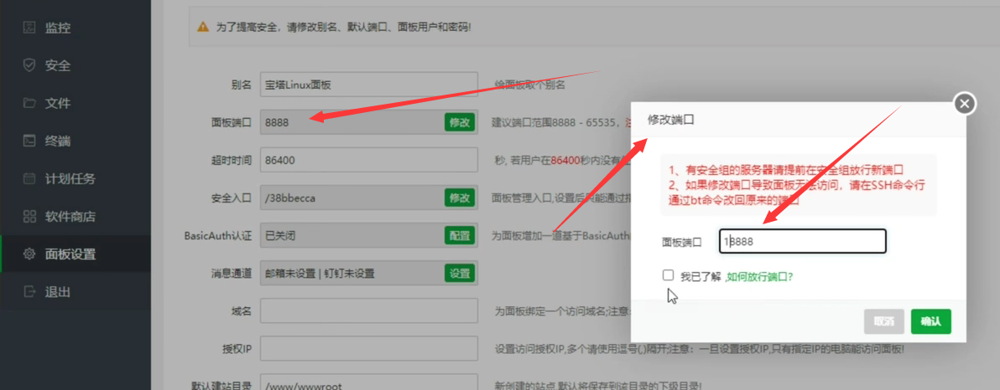 监控
安全
文件
终端
计划任务
软件商店
面板设置
退出
为了提高安全，请修改别名、默认端口、面板用户和密码!
别名 宝塔Linux面板 给面板取个别名
面板端口 8888 修改 建议端口范围8888 - 65535，
超时时间 86400 秒, 若用户在86400秒内没有
安全入口 /38bbecca 修改 面板管理入口,设置后只能通过
BasicAuth认证 已关闭 配置 为面板增加一道基于BasicAuth
消息通道 邮箱未设置 | 钉钉未设置 设置
域名 为面板绑定一个访问域名;注意
授权IP 设置访问授权IP,多个请使用逗号(,)隔开;注意：一旦设置授权IP,只有指定IP的电脑能访问面板!
默认建站目录 /www/wwwroot 新创建的站点,默认将保存到该目录的下级目录!
修改端口
1、有安全组的服务器请提前在安全组放行新端口
2、如果修改端口导致面板无法访问，请在SSH命令行
通过bt命令改回原来的端口
面板端口 18888
我已了解 ,如何放行端口?
取消 确认